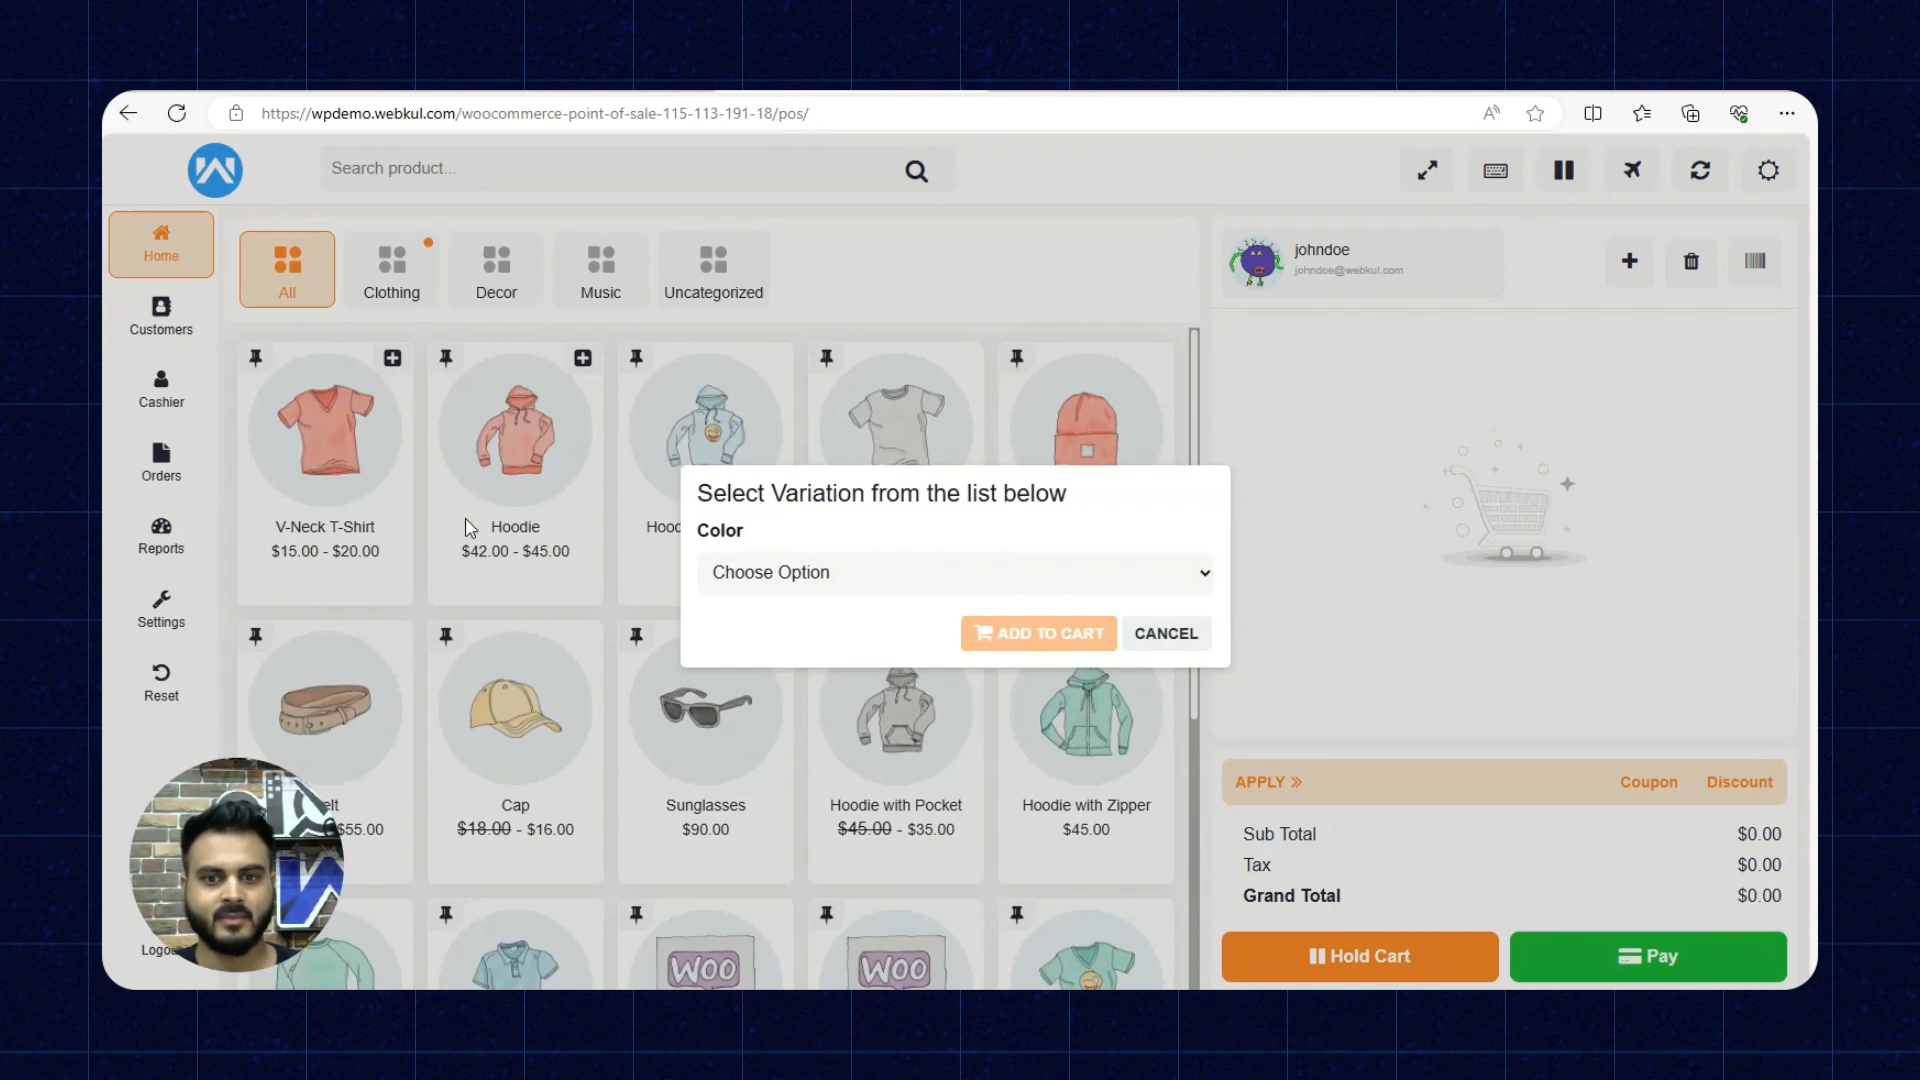 https://wpdemo.webkul.com/woocommerce-point-of-sale-115-113-191-18/pos/
Search product...
Home
Customers
Cashier
Orders
Reports
Settings
Reset
All
Clothing
Decor
Music
Uncategorized
johndoe
johndoe@webkul.com
V-Neck T-Shirt
$15.00 - $20.00
Hoodie
$42.00 - $45.00
Select Variation from the list below
Color
Choose Option
ADD TO CART
CANCEL
$55.00
Cap
$18.00 - $16.00
Sunglasses
$90.00
Hoodie with Pocket
$45.00 - $35.00
Hoodie with Zipper
$45.00
WOO
WOO
APPLY »
Coupon
Discount
Sub Total $0.00
Tax $0.00
Grand Total $0.00
Hold Cart
Pay